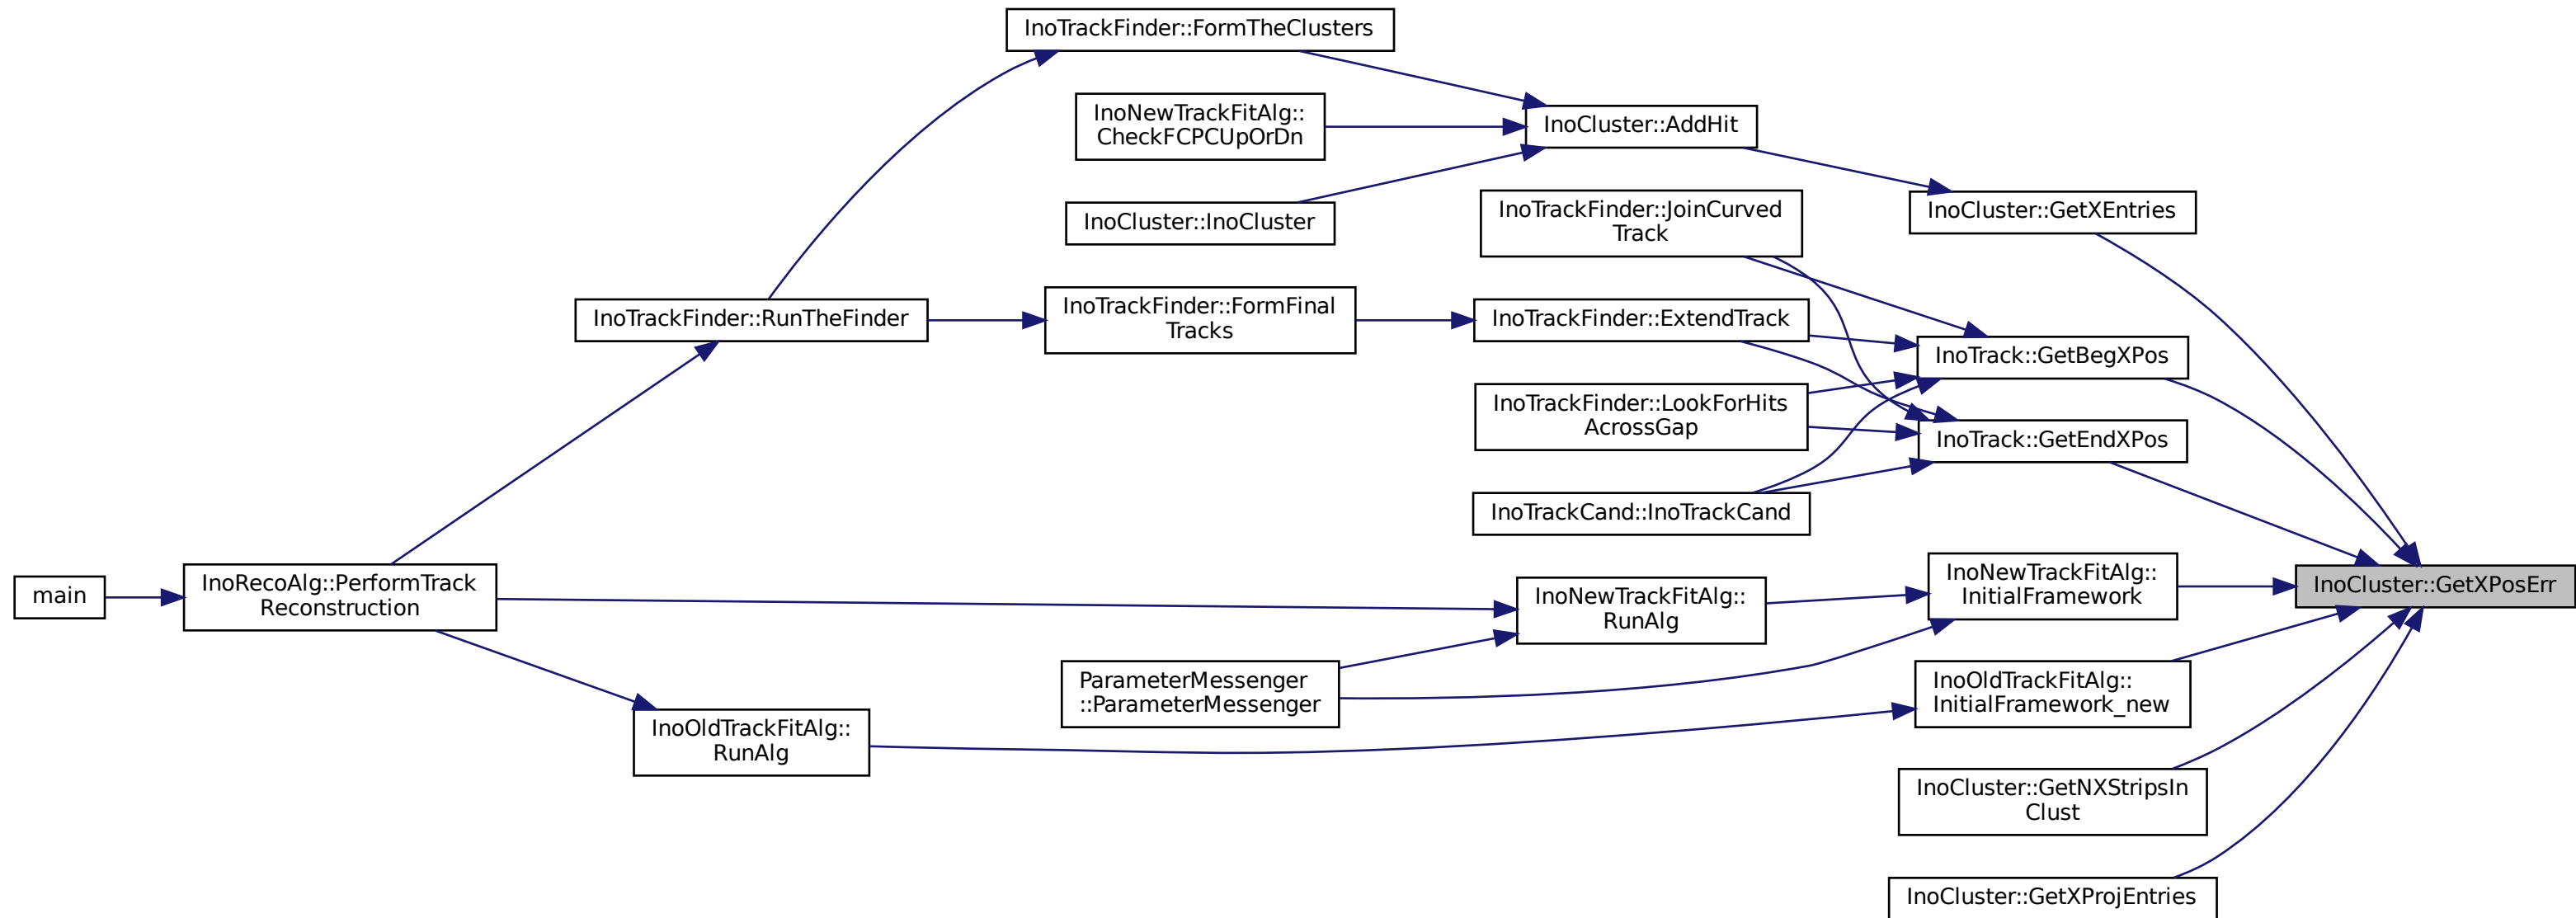 InoTrackFinder::FormTheClusters
InoNewTrackFitAlg::
CheckFCPCUpOrDn
InoCluster::AddHit
InoCluster::InoCluster
InoTrackFinder::JoinCurved
Track
InoCluster::GetXEntries
InoTrackFinder::RunTheFinder
InoTrackFinder::FormFinal
Tracks
InoTrackFinder::ExtendTrack
InoTrack::GetBegXPos
InoTrackFinder::LookForHits
AcrossGap
InoTrack::GetEndXPos
InoTrackCand::InoTrackCand
main
InoRecoAlg::PerformTrack
Reconstruction
InoNewTrackFitAlg::
RunAlg
InoNewTrackFitAlg::
InitialFramework
InoCluster::GetXPosErr
ParameterMessenger
::ParameterMessenger
InoOldTrackFitAlg::
InitialFramework_new
InoOldTrackFitAlg::
RunAlg
InoCluster::GetNXStripsIn
Clust
InoCluster::GetXProjEntries